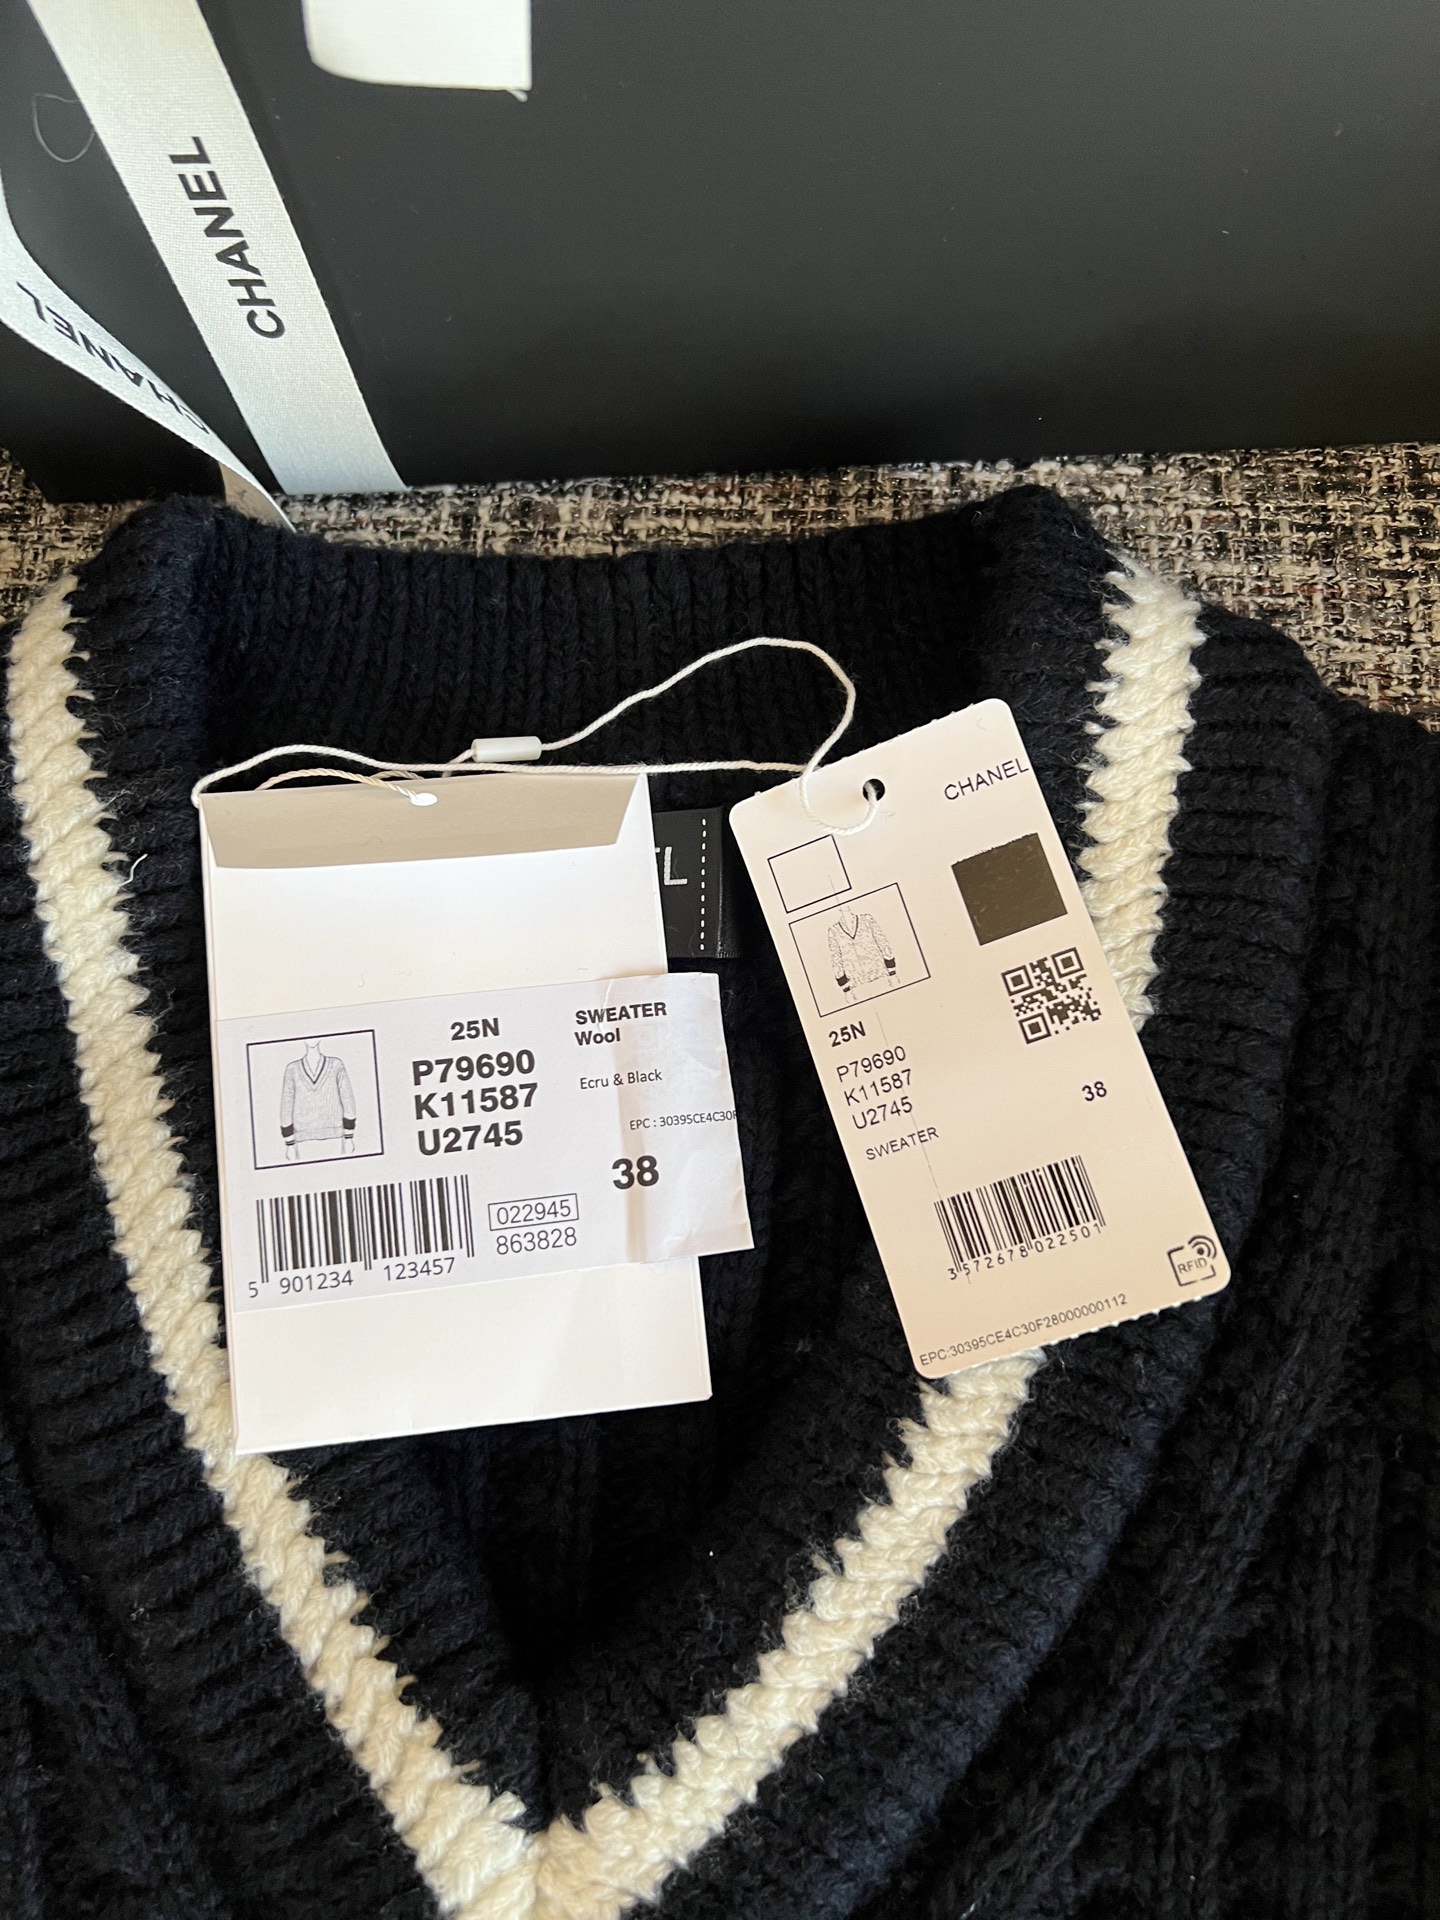 CHANEL
CHANEL
EL
25N
P79690
K11587
U2745
SWEATER
Wool
Ecru & Black
EPC : 30395CE4C30F
38
022945
863828
5 901234 123457
CHANEL
25N
P79690
K11587
U2745
38
SWEATER
3 572678 022501
RFID
EPC:30395CE4C30F28000000112